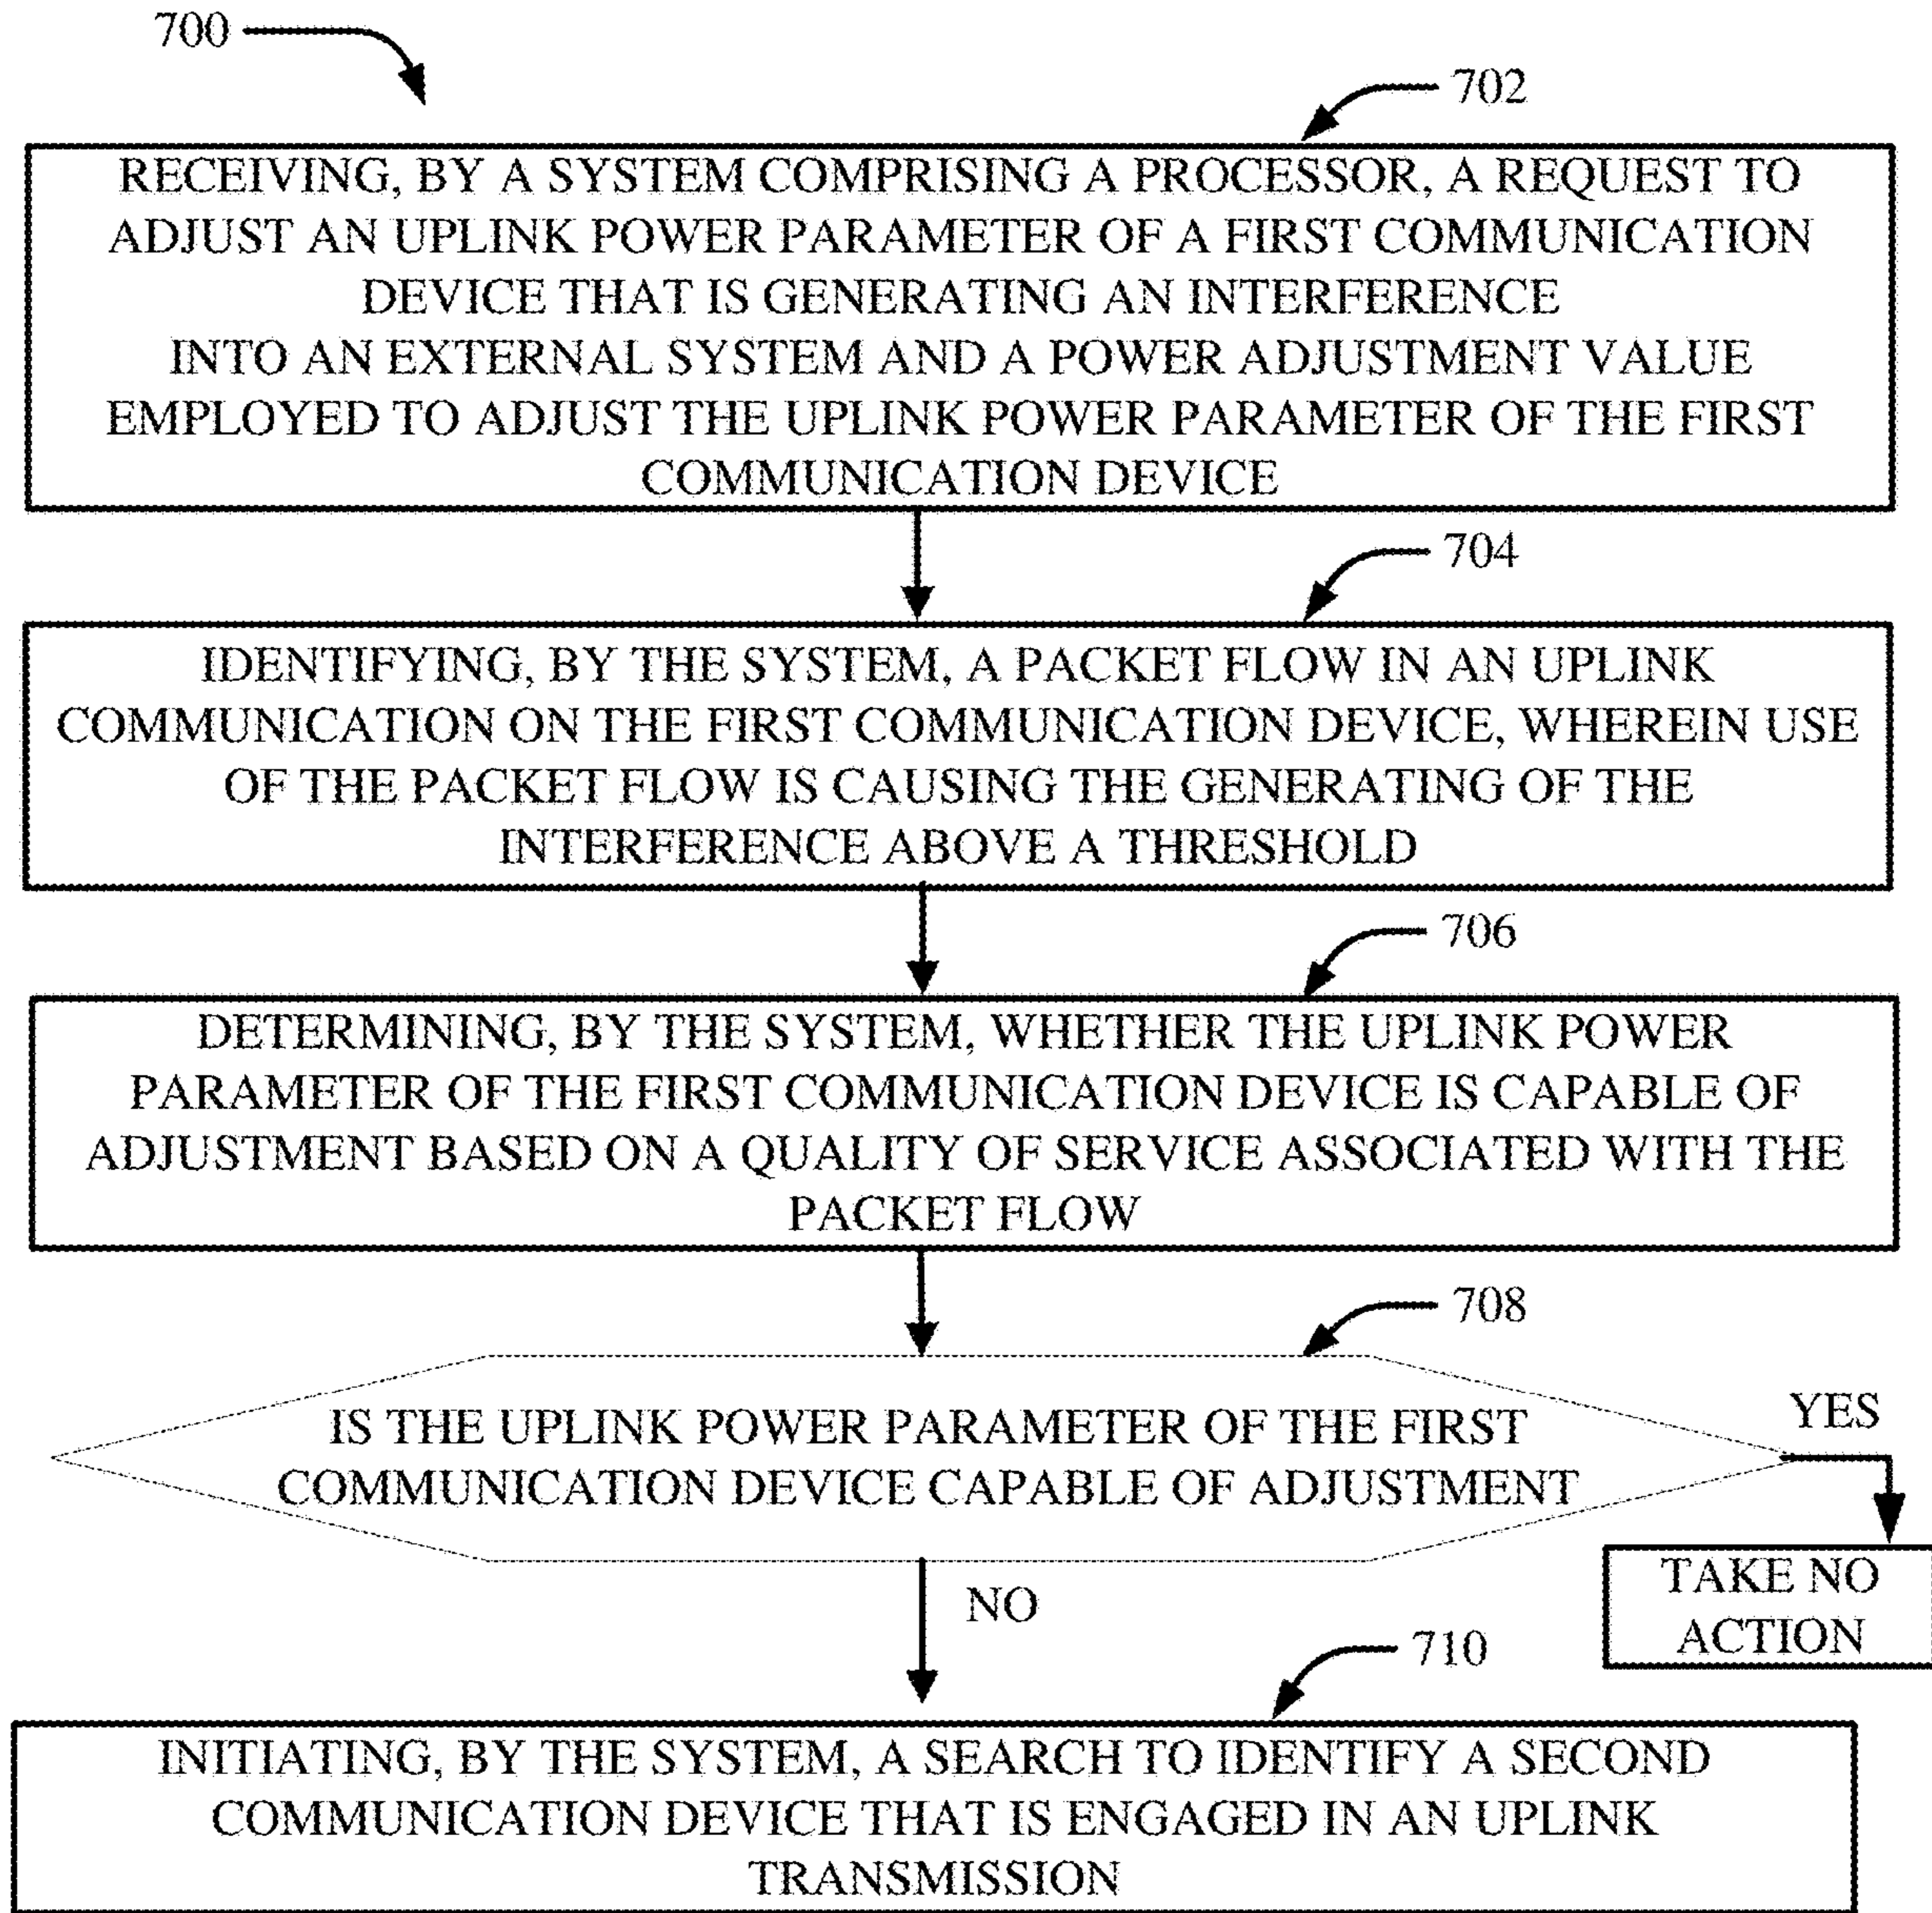 700
702
RECEIVING, BY A SYSTEM COMPRISING A PROCESSOR, A REQUEST TO
ADJUST AN UPLINK POWER PARAMETER OF A FIRST COMMUNICATION
DEVICE THAT IS GENERATING AN INTERFERENCE
INTO AN EXTERNAL SYSTEM AND A POWER ADJUSTMENT VALUE
EMPLOYED TO ADJUST THE UPLINK POWER PARAMETER OF THE FIRST
COMMUNICATION DEVICE
704
IDENTIFYING, BY THE SYSTEM, A PACKET FLOW IN AN UPLINK
COMMUNICATION ON THE FIRST COMMUNICATION DEVICE, WHEREIN USE
OF THE PACKET FLOW IS CAUSING THE GENERATING OF THE
INTERFERENCE ABOVE A THRESHOLD
706
DETERMINING, BY THE SYSTEM, WHETHER THE UPLINK POWER
PARAMETER OF THE FIRST COMMUNICATION DEVICE IS CAPABLE OF
ADJUSTMENT BASED ON A QUALITY OF SERVICE ASSOCIATED WITH THE
PACKET FLOW
708
IS THE UPLINK POWER PARAMETER OF THE FIRST
COMMUNICATION DEVICE CAPABLE OF ADJUSTMENT
YES
TAKE NO
ACTION
NO
710
INITIATING, BY THE SYSTEM, A SEARCH TO IDENTIFY A SECOND
COMMUNICATION DEVICE THAT IS ENGAGED IN AN UPLINK
TRANSMISSION